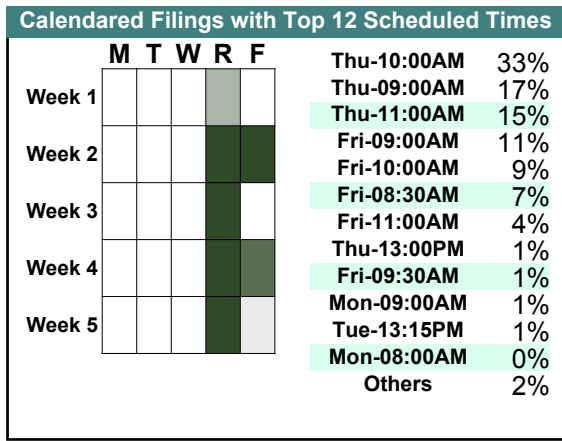 Calendared Filings with Top 12 Scheduled Times
M T W R F
Week 1
Week 2
Week 3
Week 4
Week 5
Thu-10:00AM 33%
Thu-09:00AM 17%
Thu-11:00AM 15%
Fri-09:00AM 11%
Fri-10:00AM 9%
Fri-08:30AM 7%
Fri-11:00AM 4%
Thu-13:00PM 1%
Fri-09:30AM 1%
Mon-09:00AM 1%
Tue-13:15PM 1%
Mon-08:00AM 0%
Others 2%